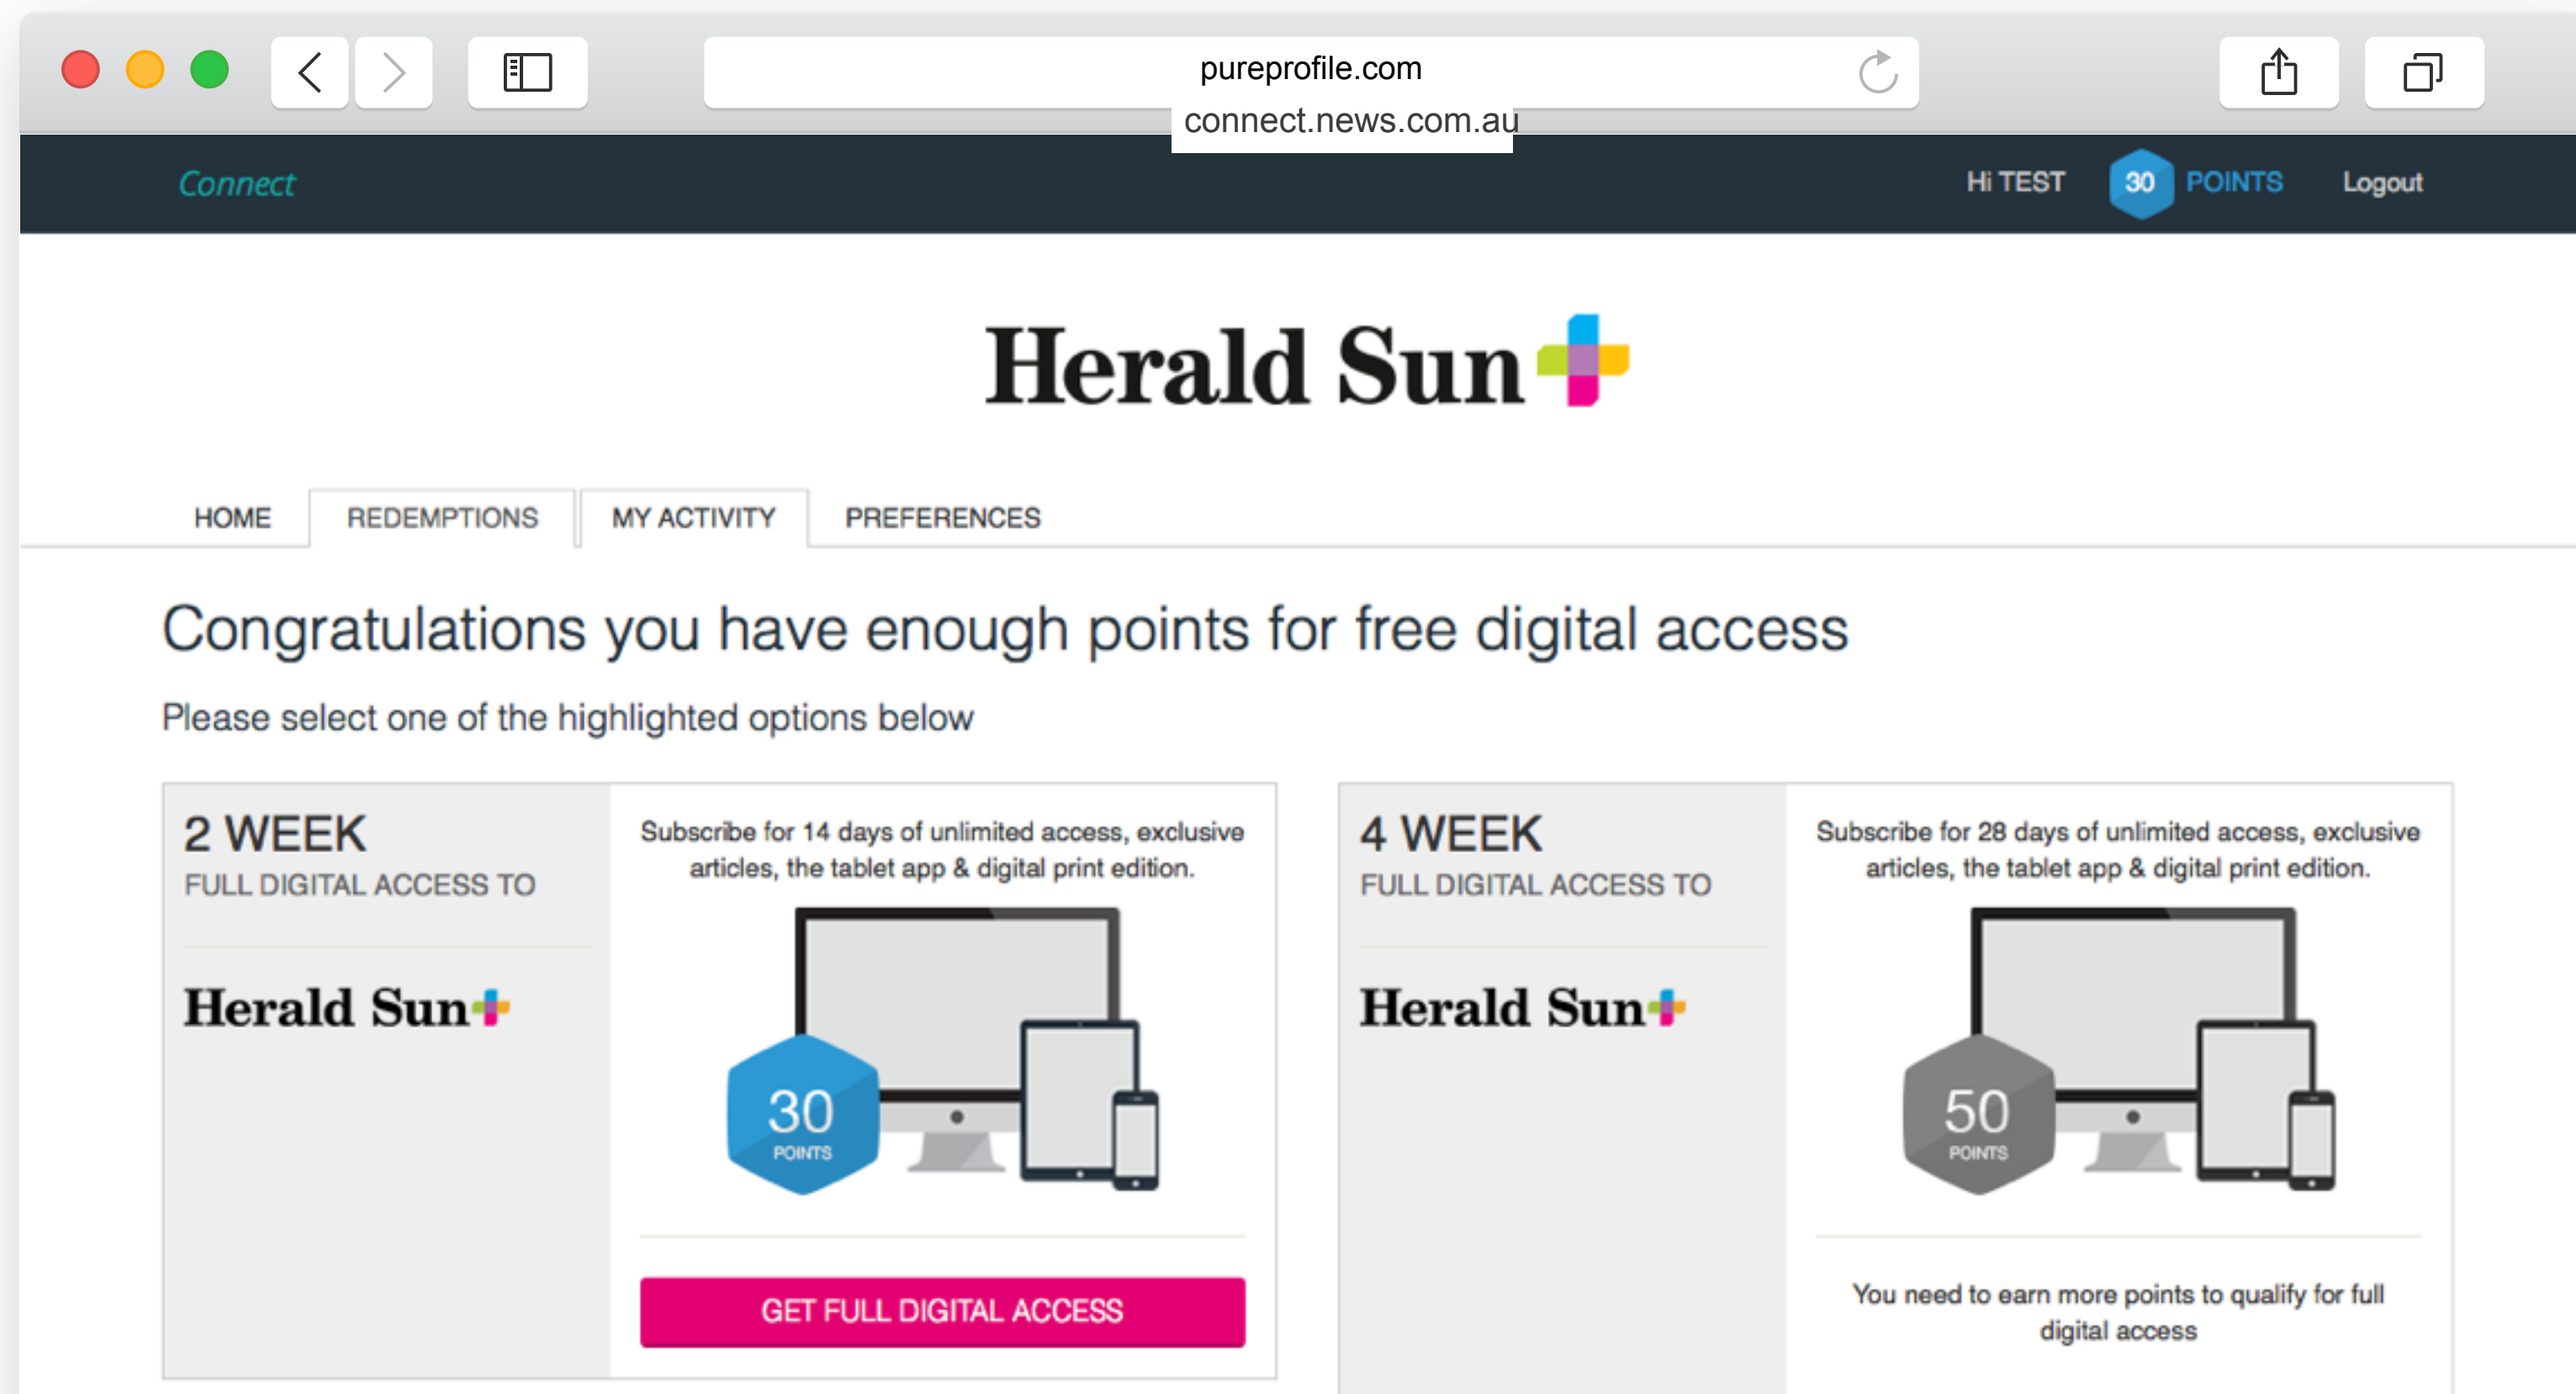 pureprofile.com
connect.news.com.au
Connect
Hi TEST 30 POINTS Logout
Herald Sun
HOME REDEMPTIONS MY ACTIVITY PREFERENCES
Congratulations you have enough points for free digital access
Please select one of the highlighted options below
2 WEEK
FULL DIGITAL ACCESS TO
Herald Sun
Subscribe for 14 days of unlimited access, exclusive
articles, the tablet app & digital print edition.
30
POINTS
GET FULL DIGITAL ACCESS
4 WEEK
FULL DIGITAL ACCESS TO
Herald Sun
Subscribe for 28 days of unlimited access, exclusive
articles, the tablet app & digital print edition.
50
POINTS
You need to earn more points to qualify for full
digital access